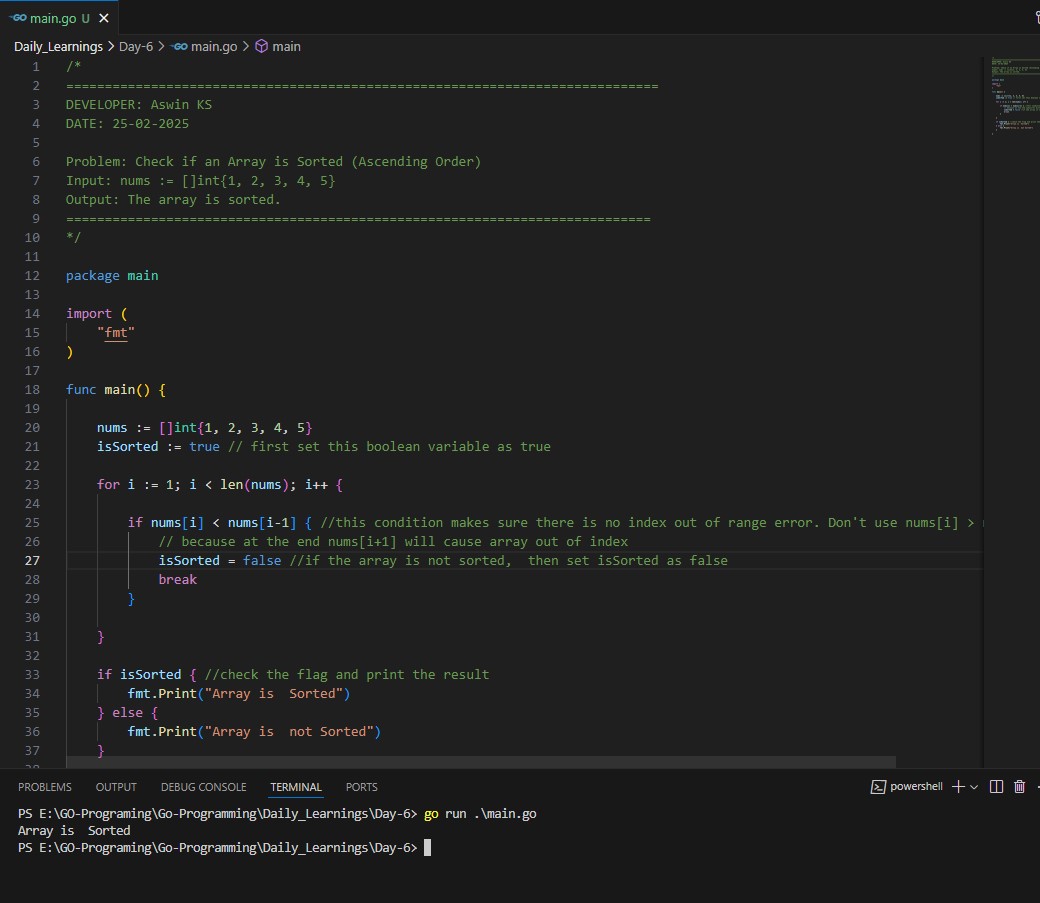 GO main.go U ×
Daily_Learnings > Day-6 > GO main.go > main
1 /*
2 =============================================================================
3 DEVELOPER: Aswin KS
4 DATE: 25-02-2025
5
6 Problem: Check if an Array is Sorted (Ascending Order)
7 Input: nums := []int{1, 2, 3, 4, 5}
8 Output: The array is sorted.
9 ============================================================================
10 */
11
12 package main
13
14 import (
15     "fmt"
16 )
17
18 func main() {
19
20     nums := []int{1, 2, 3, 4, 5}
21     isSorted := true // first set this boolean variable as true
22
23     for i := 1; i < len(nums); i++ {
24
25         if nums[i] < nums[i-1] { //this condition makes sure there is no index out of range error. Don't use nums[i] >
26             // because at the end nums[i+1] will cause array out of index
27             isSorted = false //if the array is not sorted,  then set isSorted as false
28             break
29         }
30
31     }
32
33     if isSorted { //check the flag and print the result
34         fmt.Print("Array is  Sorted")
35     } else {
36         fmt.Print("Array is  not Sorted")
37     }
PROBLEMS OUTPUT DEBUG CONSOLE TERMINAL PORTS powershell
PS E:\GO-Programing\Go-Programming\Daily_Learnings\Day-6> go run .\main.go
Array is  Sorted
PS E:\GO-Programing\Go-Programming\Daily_Learnings\Day-6>